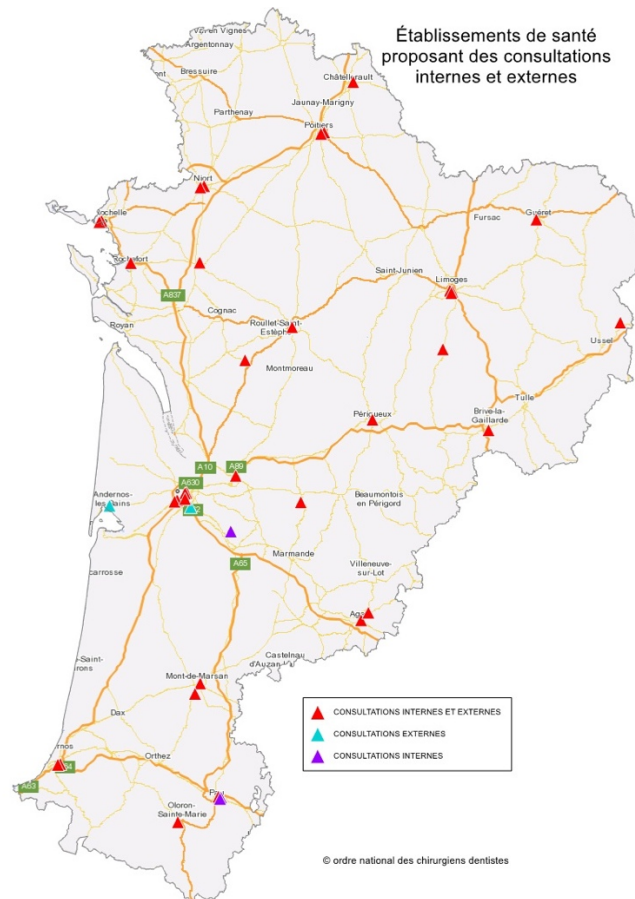 Établissements de santé
proposant des consultations
internes et externes
Argentonnay
Bressuire
Châtellerault
Jaunay-Marigny
Parthenay
Poitiers
Niort
Fursac
Guéret
Rochefort
Saint-Junien
Limoges
A837
Cognac
Roullet-Saint-
Estèphe
Royan
Ussel
Montmoreau
Périgueux
Tulle
Brive-la-
Gaillarde
A10
A89
A630
Andernos-
les-Bains
Beaumontois
en Périgord
Marmande
A65
Villeneuve-
sur-Lot
Castelnau
Mont-de-Marsan
Dax
Orthez
A63
Pau
Oloron-
Sainte-Marie
CONSULTATIONS INTERNES ET EXTERNES
CONSULTATIONS EXTERNES
CONSULTATIONS INTERNES
© ordre national des chirurgiens dentistes